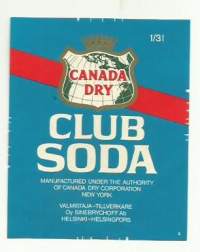 1/3 l
CANADA
DRY
CLUB
SODA
MANUFACTURED UNDER THE AUTHORITY
OF CANADA DRY CORPORATION
NEW YORK
VALMISTAJA-TILLVERKARE
Oy SINEBRYCHOFF Ab
HELSINKI-HELSINGFORS